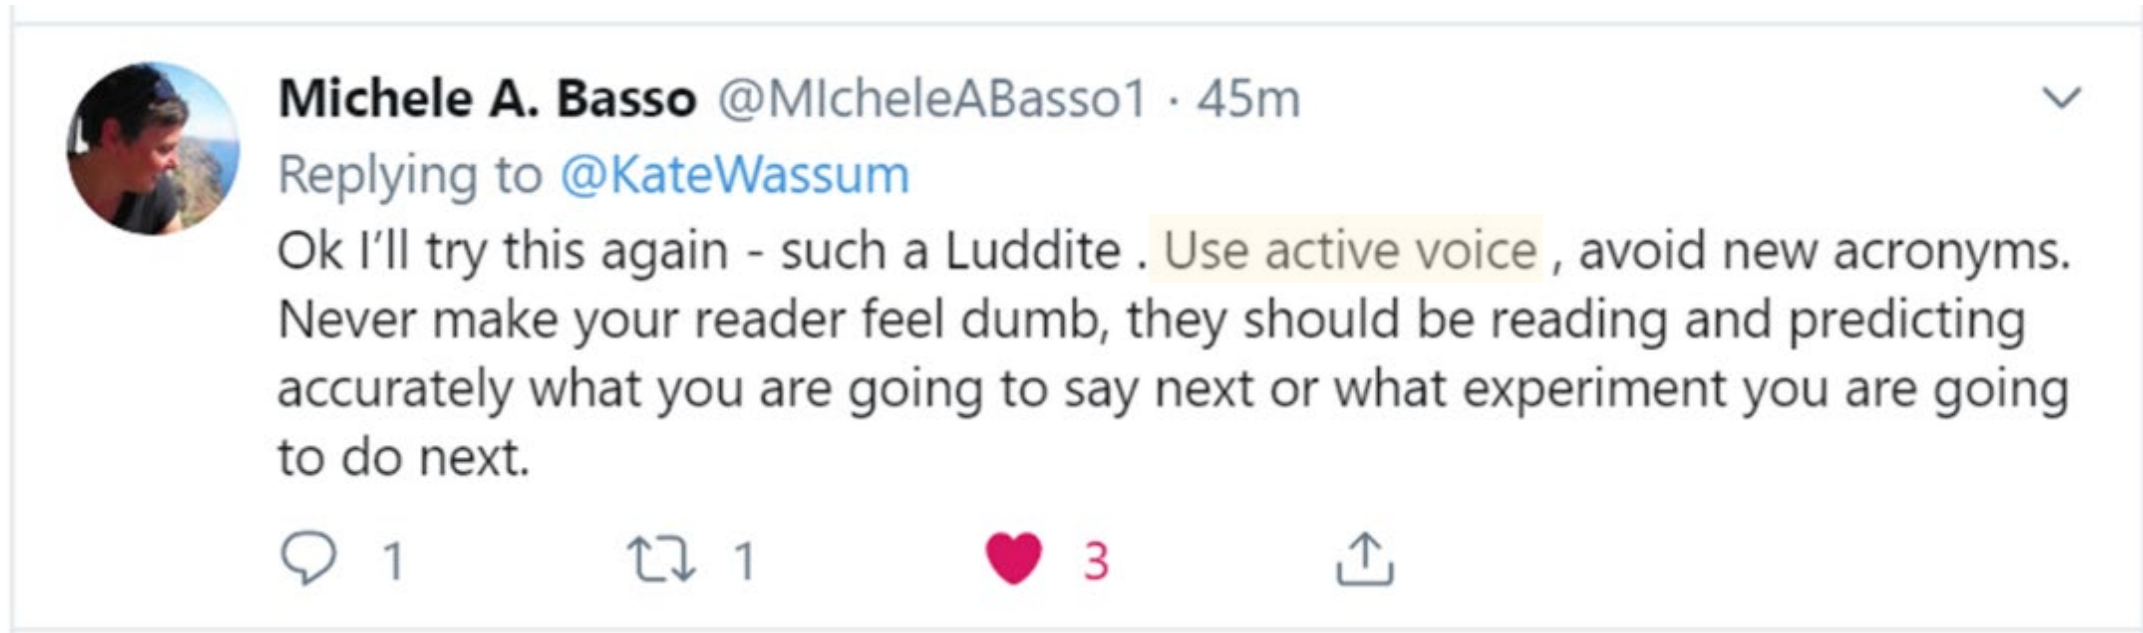 Michele A. Basso @MIcheleABasso1 · 45m
Replying to @KateWassum
Ok I'll try this again - such a Luddite . Use active voice , avoid new acronyms.
Never make your reader feel dumb, they should be reading and predicting
accurately what you are going to say next or what experiment you are going
to do next.
1 1 3